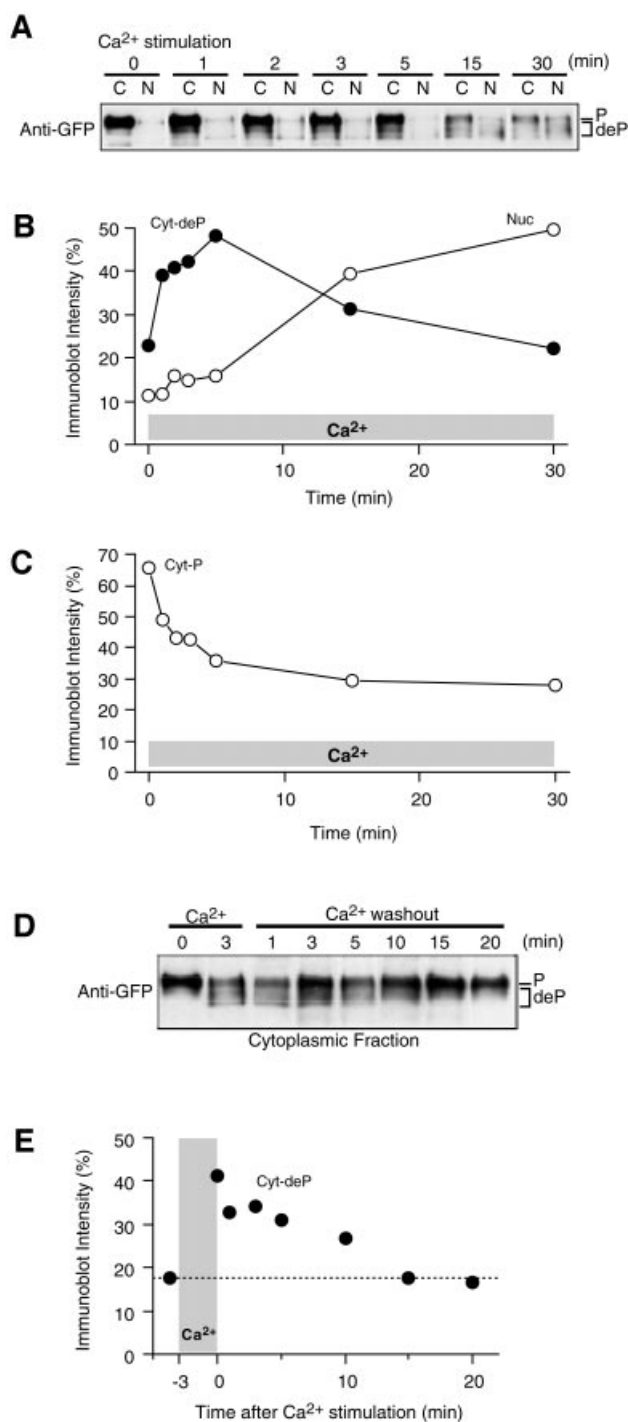 A
Ca2+ stimulation
0 1 2 3 5 15 30 (min)
C N C N C N C N C N C N C N
Anti-GFP
P
deP
B
Immunoblot Intensity (%)
50
40
30
20
10
0
Cyt-deP
Nuc
Ca2+
0 10 20 30
Time (min)
C
Immunoblot Intensity (%)
70
60
50
40
30
20
10
0
Cyt-P
Ca2+
0 10 20 30
Time (min)
D
Ca2+ Ca2+ washout
0 3 1 3 5 10 15 20 (min)
Anti-GFP
P
deP
Cytoplasmic Fraction
E
Immunoblot Intensity (%)
50
40
30
20
10
0
Cyt-deP
Ca2+
-3 0 10 20
Time after Ca2+ stimulation (min)